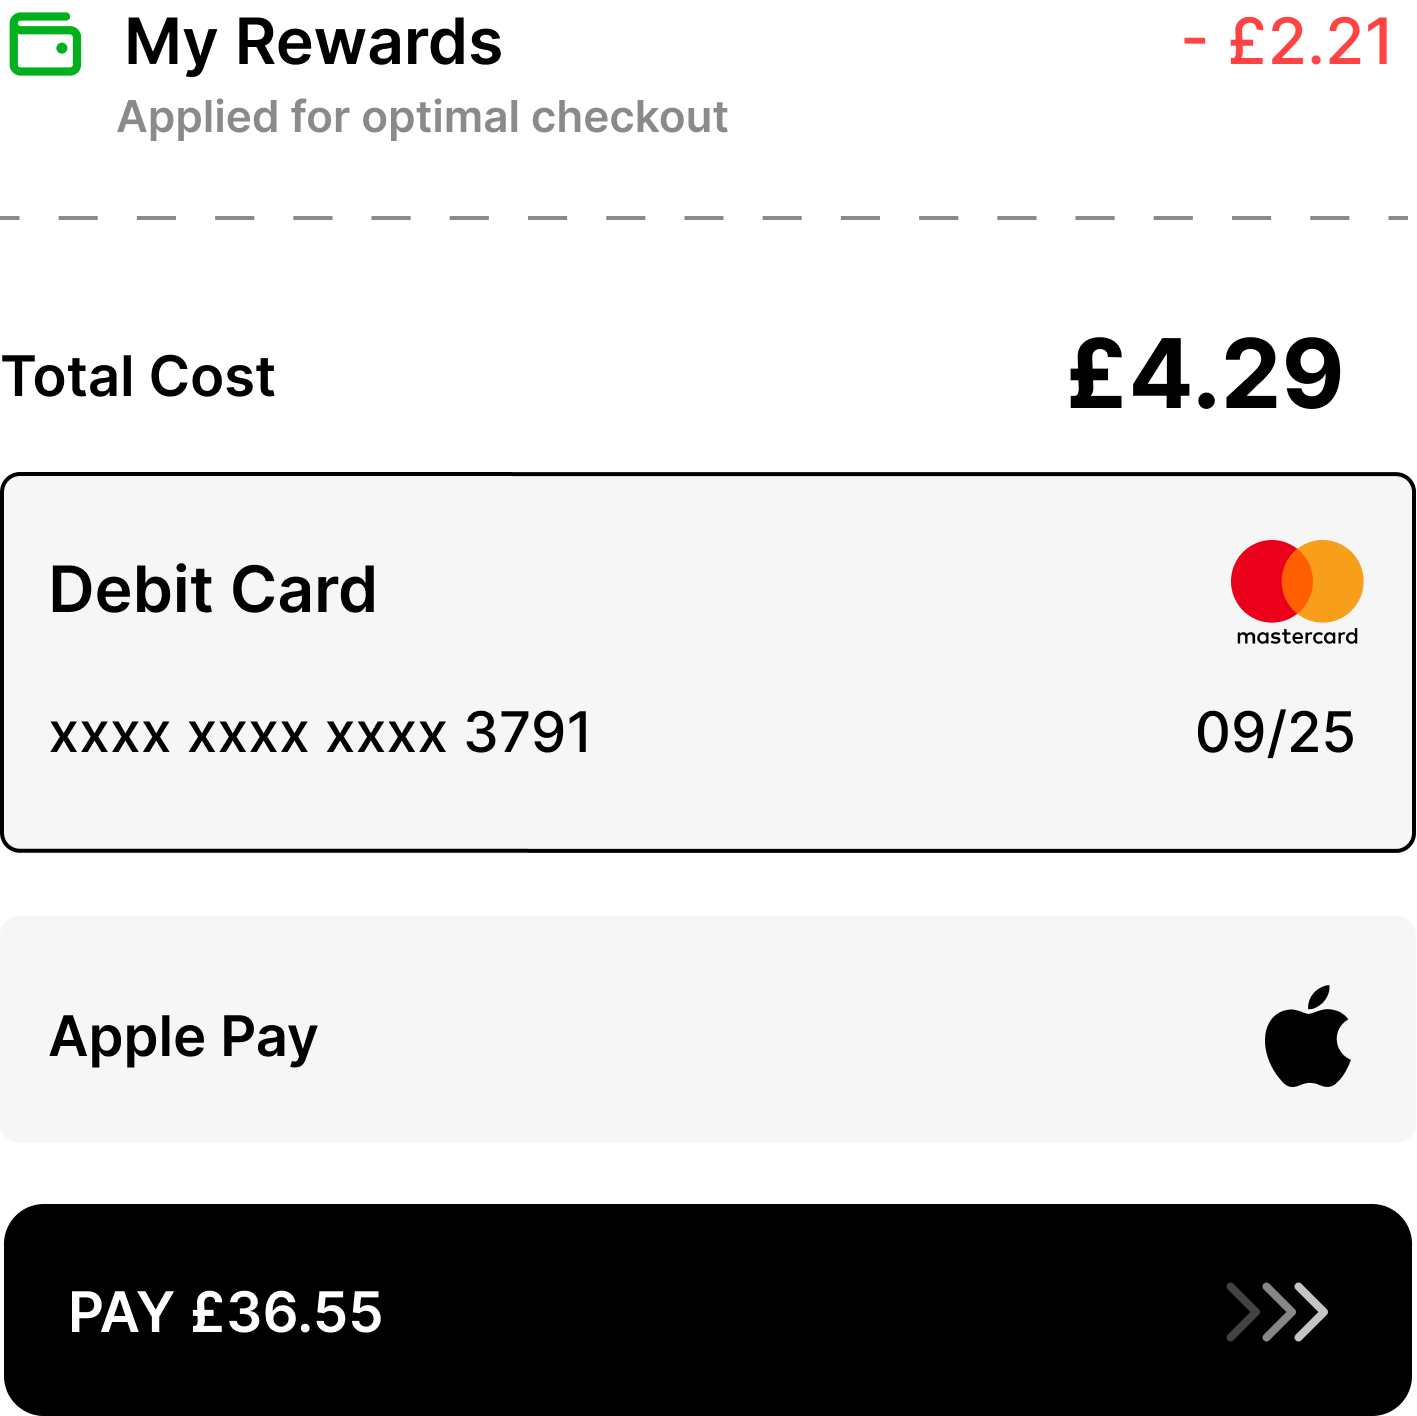 My Rewards - £2.21
Applied for optimal checkout
Total Cost £4.29
Debit Card mastercard
xxxx xxxx xxxx 3791 09/25
Apple Pay
PAY £36.55